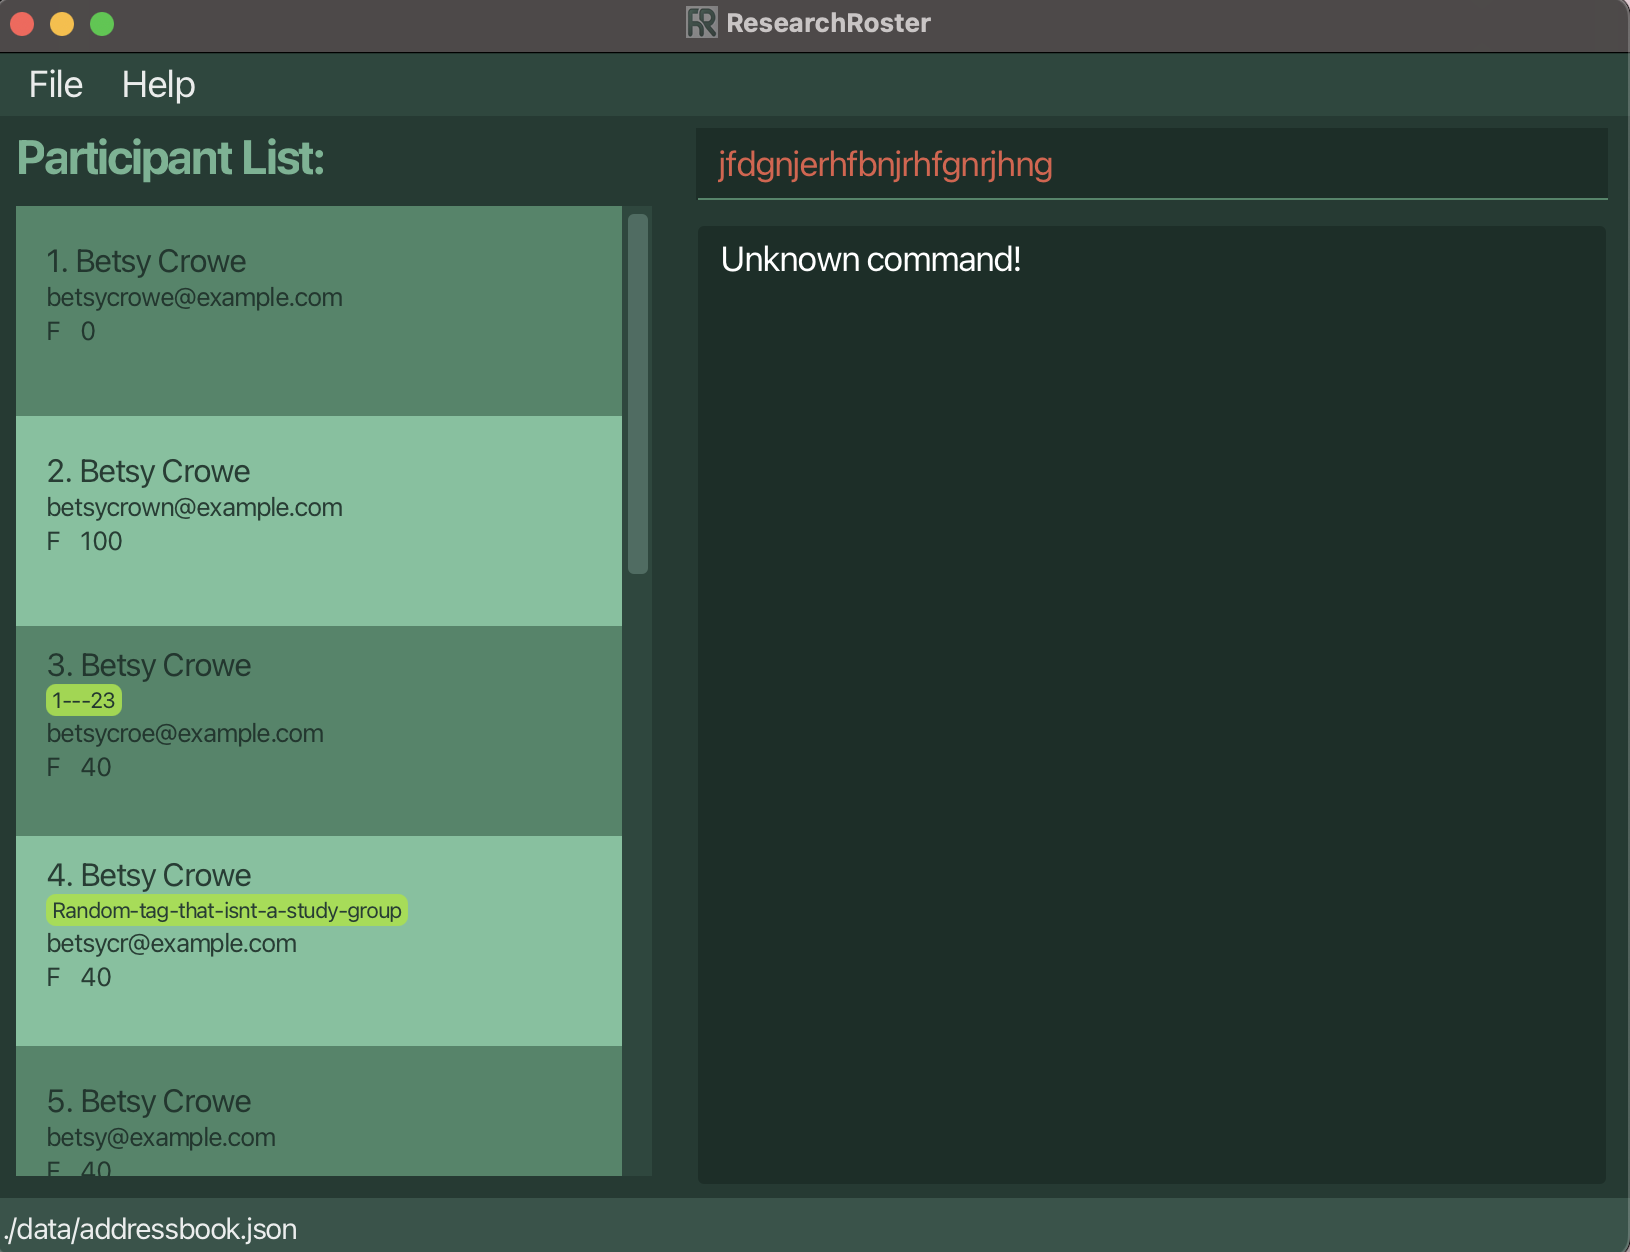 ResearchRoster
File Help
Participant List:
1. Betsy Crowe
betsycrowe@example.com
F 0
2. Betsy Crowe
betsycrown@example.com
F 100
3. Betsy Crowe
1---23
betsycroe@example.com
F 40
4. Betsy Crowe
Random-tag-that-isnt-a-study-group
betsycr@example.com
F 40
5. Betsy Crowe
betsy@example.com
F 40
jfdgnjerhfbnjrhfgnrjhng
Unknown command!
./data/addressbook.json